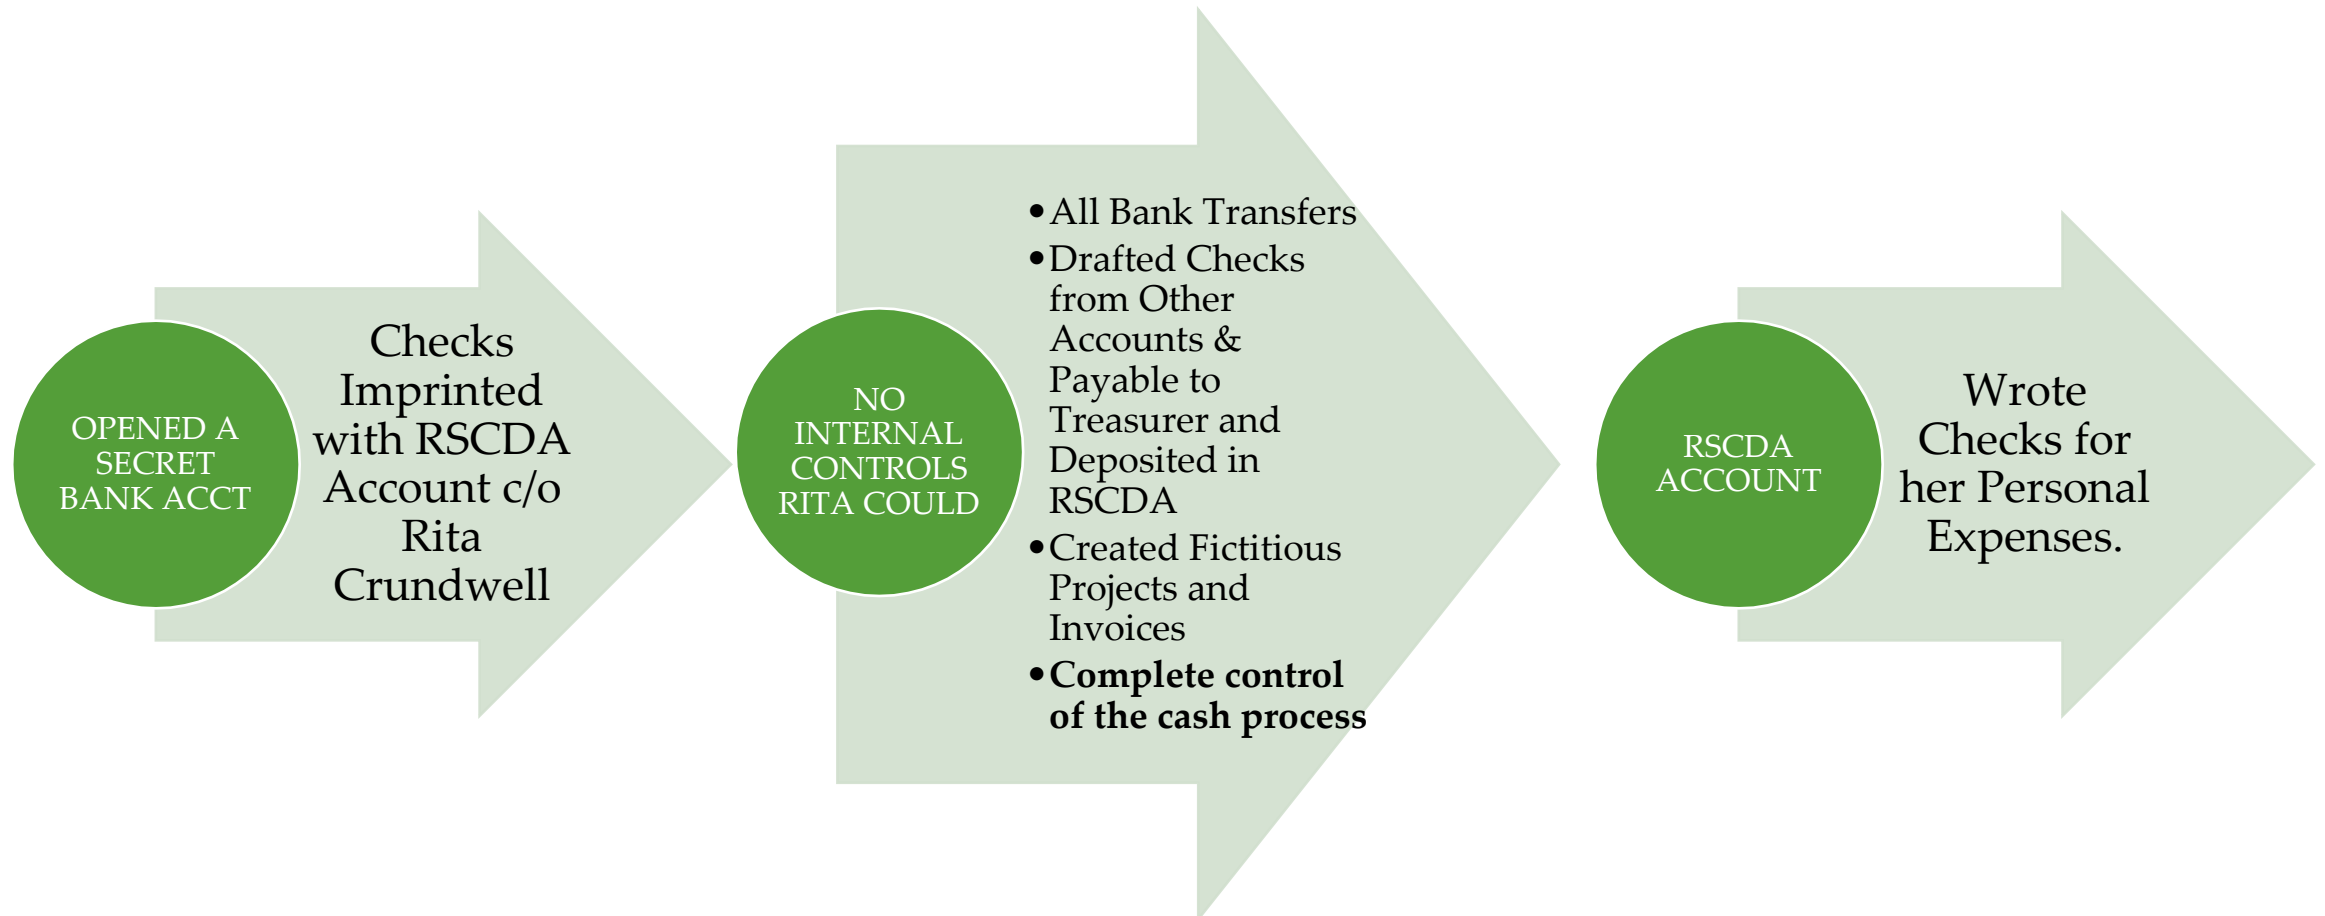 OPENED A
SECRET
BANK ACCT
Checks
Imprinted
with RSCDA
Account c/o
Rita
Crundwell
NO
INTERNAL
CONTROLS
RITA COULD
•All Bank Transfers
•Drafted Checks
from Other
Accounts &
Payable to
Treasurer and
Deposited in
RSCDA
•Created Fictitious
Projects and
Invoices
•Complete control
of the cash process
RSCDA
ACCOUNT
Wrote
Checks for
her Personal
Expenses.